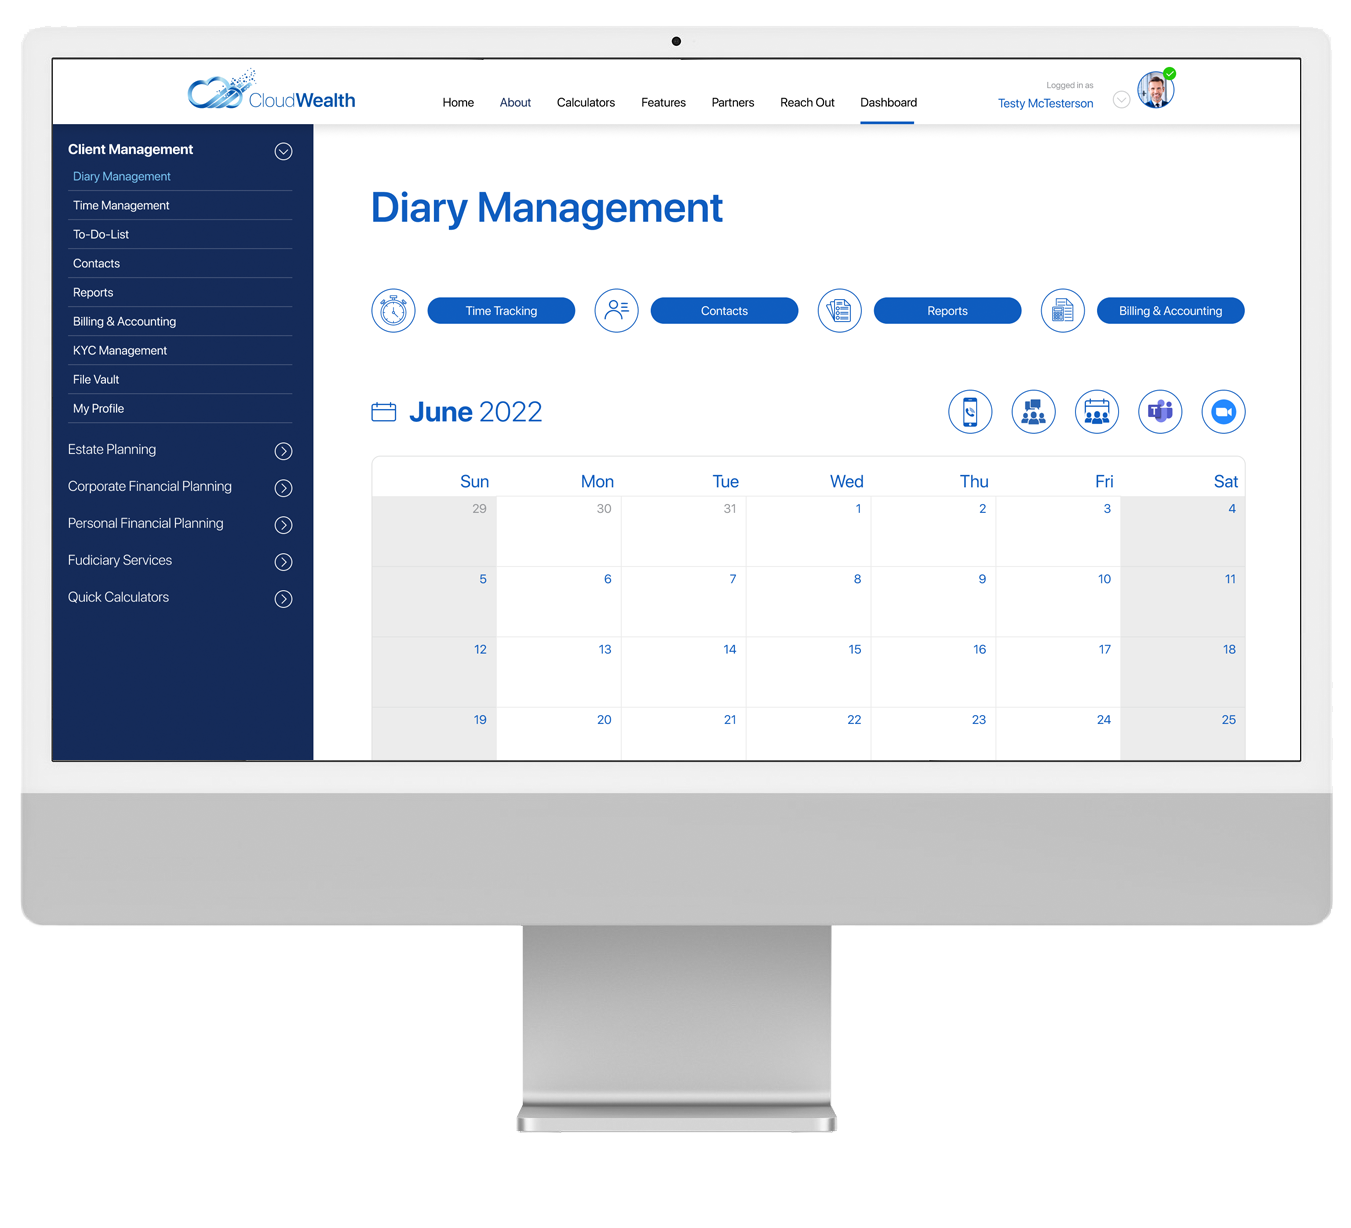 CloudWealth
Home About Calculators Features Partners Reach Out Dashboard
Logged in as
Testy McTesterson
Client Management
Diary Management
Time Management
To-Do-List
Contacts
Reports
Billing & Accounting
KYC Management
File Vault
My Profile
Estate Planning
Corporate Financial Planning
Personal Financial Planning
Fudiciary Services
Quick Calculators
Diary Management
Time Tracking Contacts Reports Billing & Accounting
June 2022
T
Sun Mon Tue Wed Thu Fri Sat
29 30 31 1 2 3 4
5 6 7 8 9 10 11
12 13 14 15 16 17 18
19 20 21 22 23 24 25